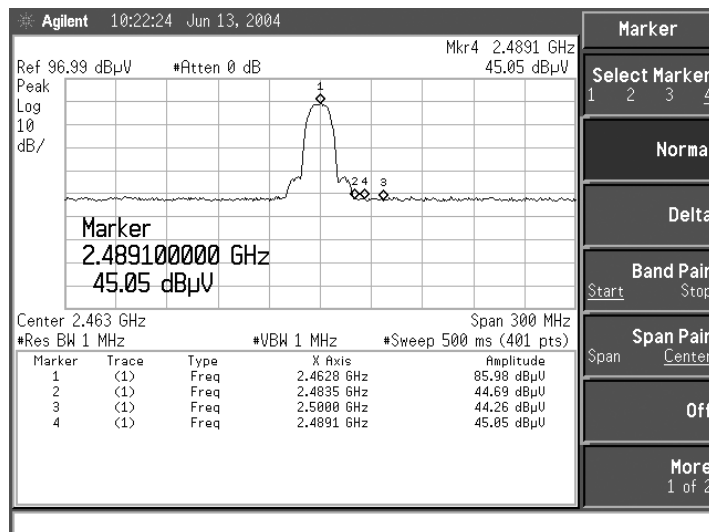 Agilent 10:22:24 Jun 13, 2004
Mkr4 2.4891 GHz
Ref 96.99 dBµV #Atten 0 dB 45.05 dBµV
Peak
Log
10
dB/
1
2 4 3
Marker
2.489100000 GHz
45.05 dBµV
Center 2.463 GHz Span 300 MHz
#Res BW 1 MHz #VBW 1 MHz #Sweep 500 ms (401 pts)
Marker Trace Type X Axis Amplitude
1 (1) Freq 2.4628 GHz 85.98 dBµV
2 (1) Freq 2.4835 GHz 44.69 dBµV
3 (1) Freq 2.5000 GHz 44.26 dBµV
4 (1) Freq 2.4891 GHz 45.05 dBµV
Marker
Select Marker
1 2 3 4
Norma
Delta
Band Pair
Start Stop
Span Pair
Span Center
Off
More
1 of 2